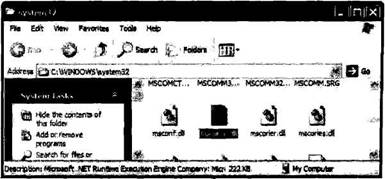 system32
File Edit View Favorites Tools Help
Search Folders
Address C:\WINDOWS\system32 Go
System Tasks
MSCOMCT... MSCOMM3... MSCOMM32... MSCOMM.SRG
Hide the contents of
this folder
Add or remove
programs
Search for files or
msconf.dll mscorier.dll mscories.dll
Description: Microsoft .NET Runtime Execution Engine Company: Micr 222 KB My Computer